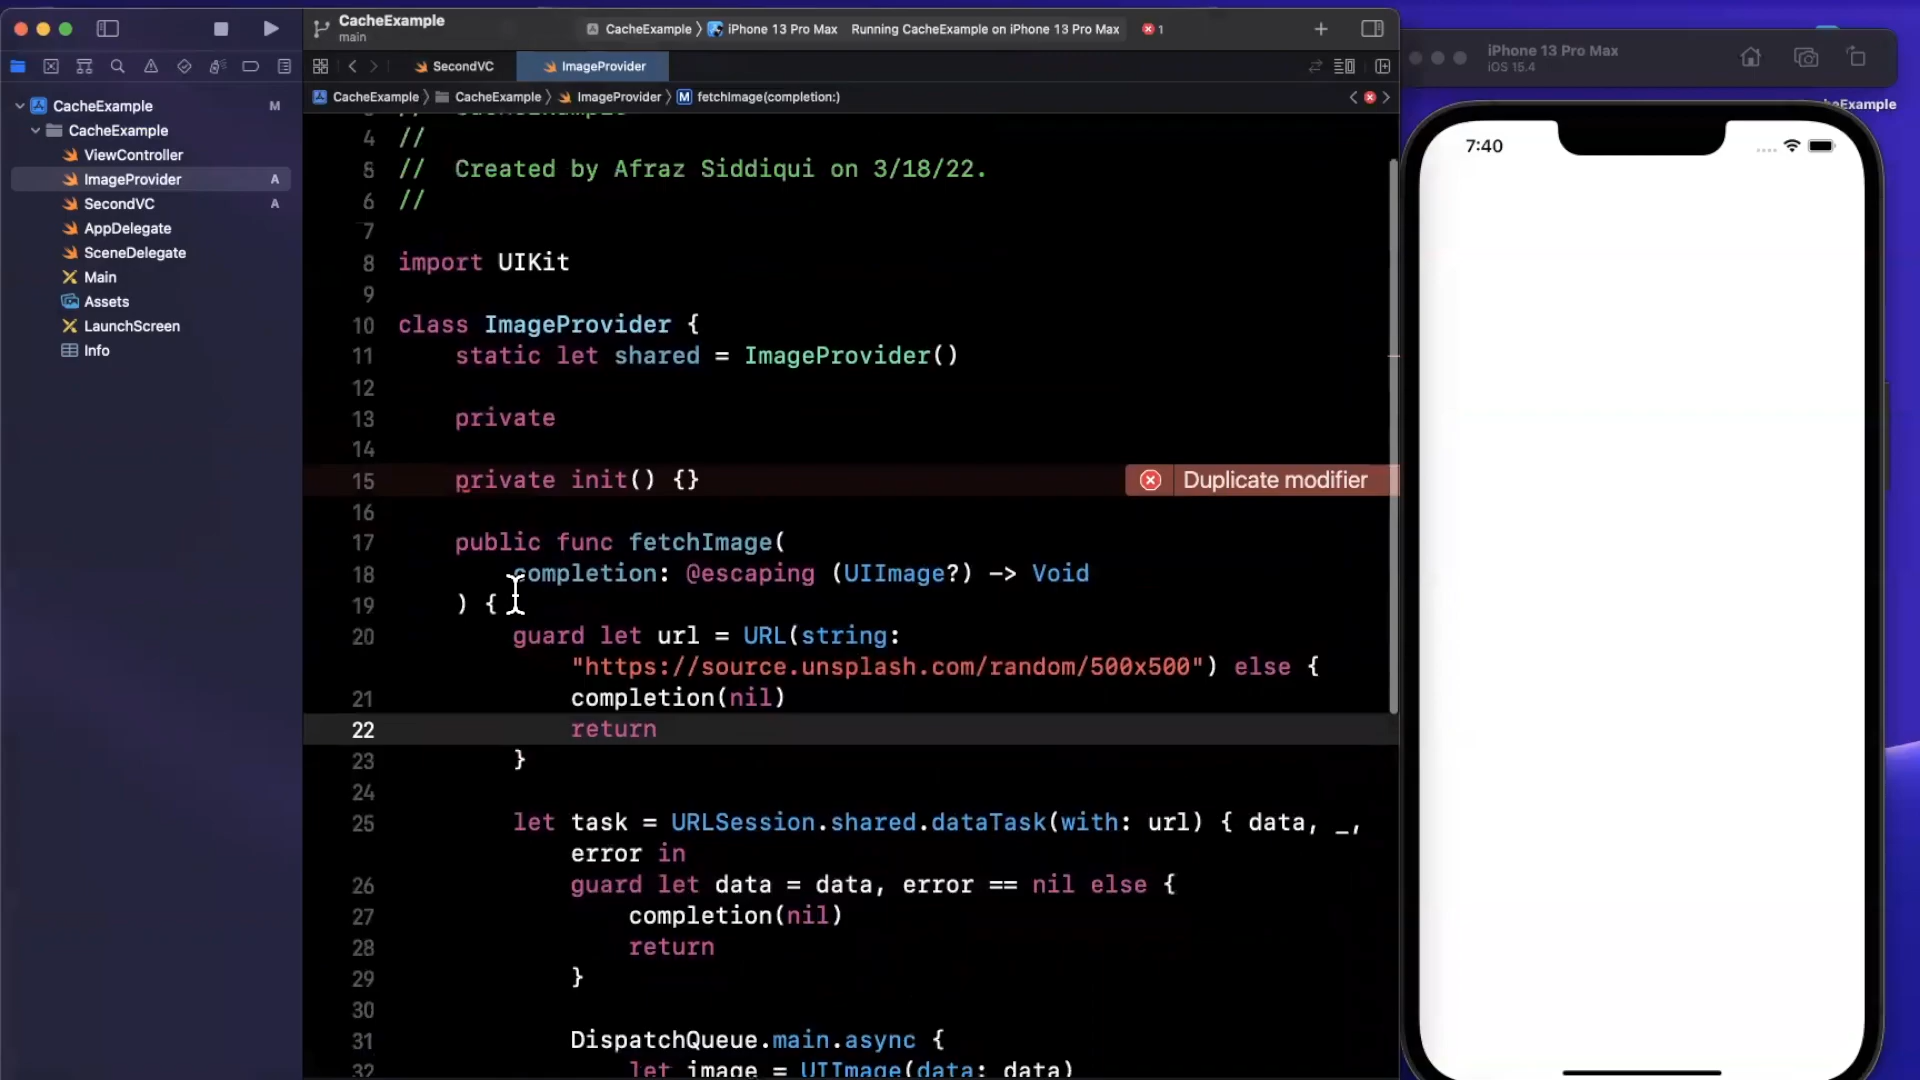 CacheExample
main
CacheExample
iPhone 13 Pro Max
Running CacheExample on iPhone 13 Pro Max
1
SecondVC
ImageProvider
CacheExample
CacheExample
ImageProvider
M
fetchImage(completion:)
CacheExample
M
CacheExample
ViewController
ImageProvider
A
SecondVC
A
AppDelegate
SceneDelegate
Main
Assets
LaunchScreen
Info
4 //
5 //  Created by Afraz Siddiqui on 3/18/22.
6 //
7
8 import UIKit
9
10 class ImageProvider {
11     static let shared = ImageProvider()
12
13     private
14
15     private init() {}
Duplicate modifier
16
17     public func fetchImage(
18         completion: @escaping (UIImage?) -> Void
19     ) {
20         guard let url = URL(string:
"https://source.unsplash.com/random/500x500") else {
21             completion(nil)
22             return
23         }
24
25         let task = URLSession.shared.dataTask(with: url) { data, _,
error in
26             guard let data = data, error == nil else {
27                 completion(nil)
28                 return
29             }
30
31             DispatchQueue.main.async {
32                 let image = UIImage(data: data)
iPhone 13 Pro Max
iOS 15.4
7:40